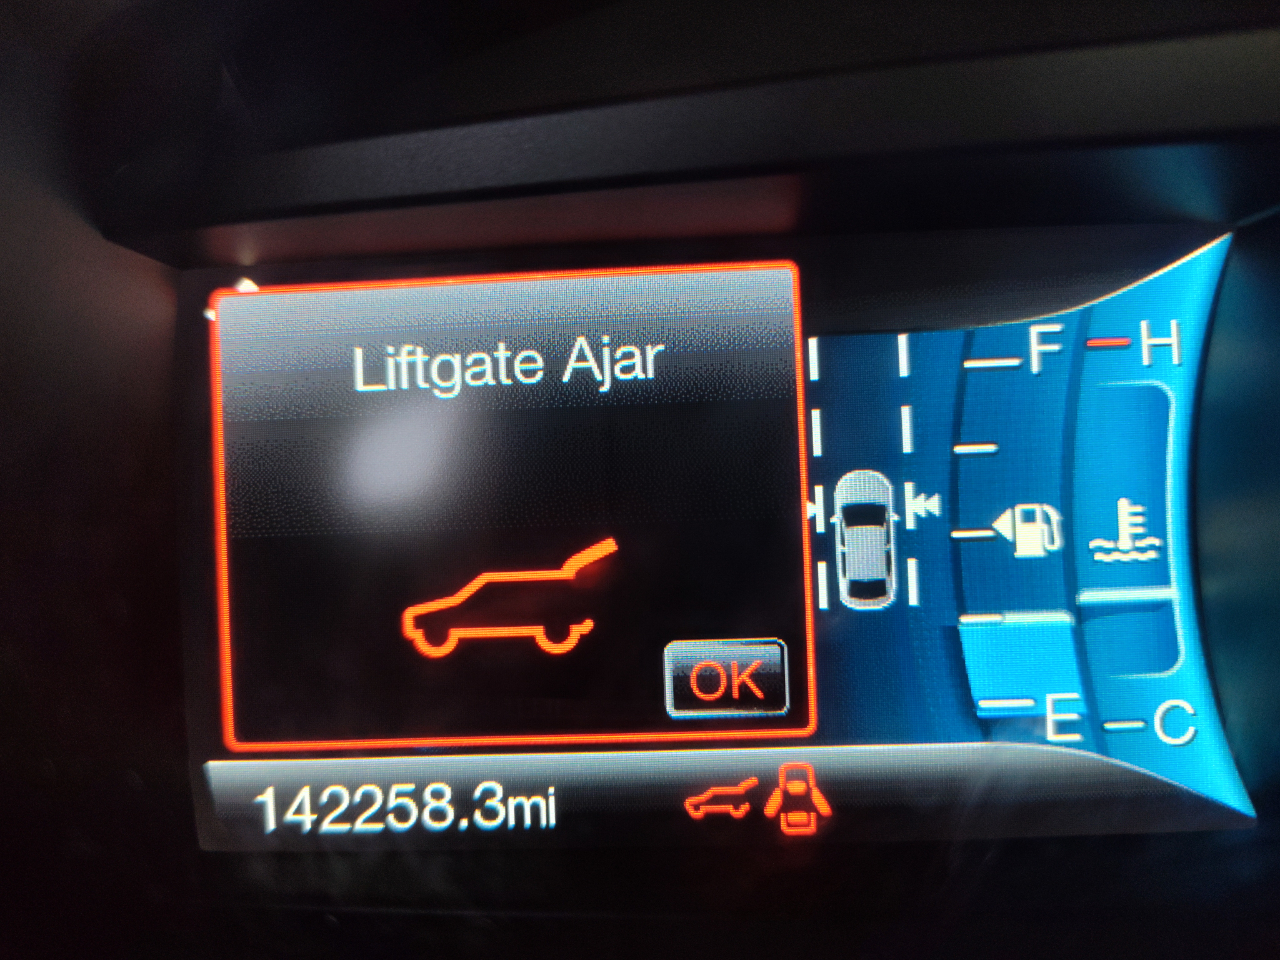 Liftgate Ajar
OK
142258.3mi
F
H
E
C